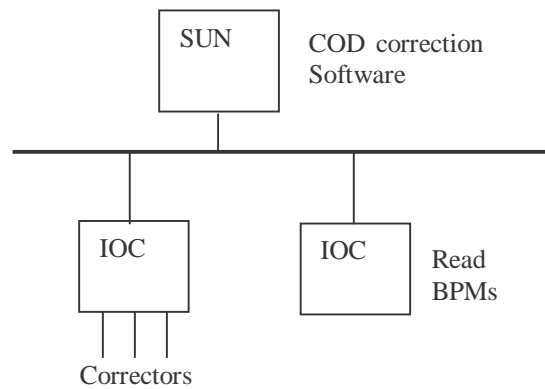 SUN
COD correction
Software
IOC
IOC
Read
BPMs
Correctors